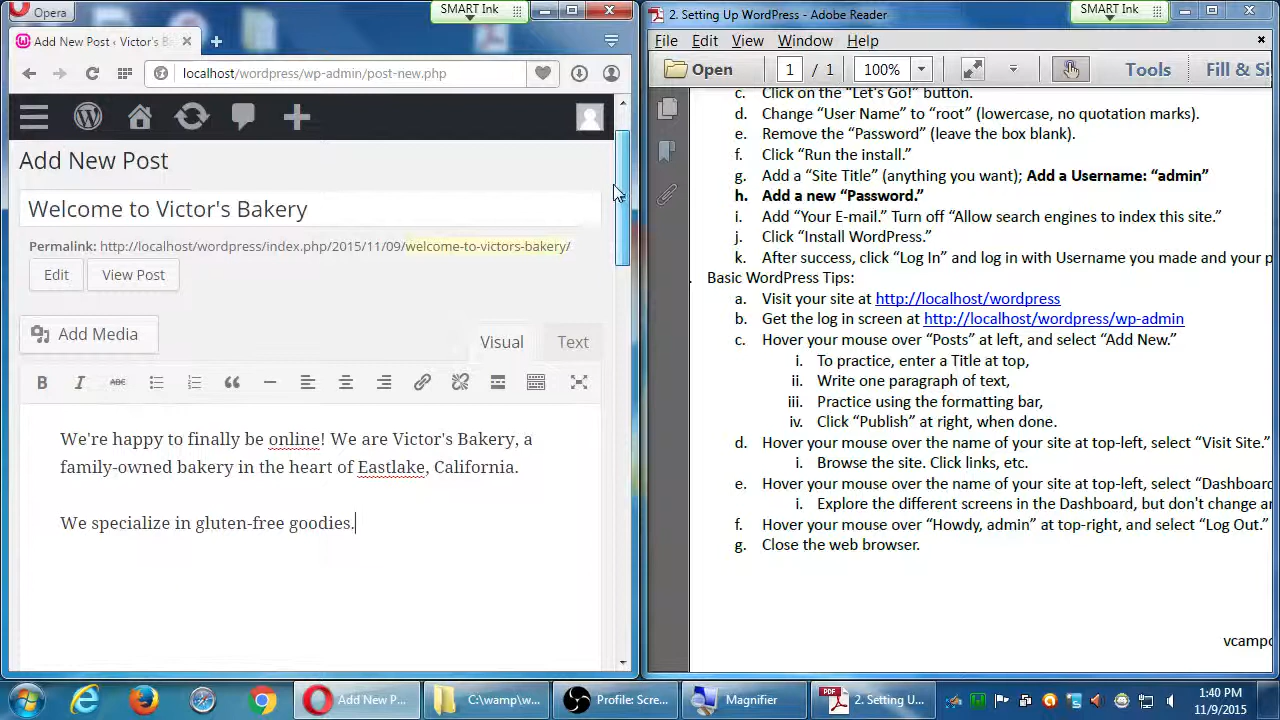 Opera
SMART Ink
Add New Post ‹ Victor's B
localhost/wordpress/wp-admin/post-new.php
Add New Post
Welcome to Victor's Bakery
Permalink: http://localhost/wordpress/index.php/2015/11/09/welcome-to-victors-bakery/
Edit
View Post
Add Media
Visual
Text
B I ABC
We're happy to finally be online! We are Victor's Bakery, a
family-owned bakery in the heart of Eastlake, California.
We specialize in gluten-free goodies.
2. Setting Up WordPress - Adobe Reader
SMART Ink
File Edit View Window Help
Open 1 / 1 100% Tools Fill & Si
c. Click on the “Let's Go!” button.
d. Change “User Name” to “root” (lowercase, no quotation marks).
e. Remove the “Password” (leave the box blank).
f. Click “Run the install.”
g. Add a “Site Title” (anything you want); Add a Username: “admin”
h. Add a new “Password.”
i. Add “Your E-mail.” Turn off “Allow search engines to index this site.”
j. Click “Install WordPress.”
k. After success, click “Log In” and log in with Username you made and your p
. Basic WordPress Tips:
a. Visit your site at http://localhost/wordpress
b. Get the log in screen at http://localhost/wordpress/wp-admin
c. Hover your mouse over “Posts” at left, and select “Add New.”
i. To practice, enter a Title at top,
ii. Write one paragraph of text,
iii. Practice using the formatting bar,
iv. Click “Publish” at right, when done.
d. Hover your mouse over the name of your site at top-left, select “Visit Site.”
i. Browse the site. Click links, etc.
e. Hover your mouse over the name of your site at top-left, select “Dashboard
i. Explore the different screens in the Dashboard, but don't change an
f. Hover your mouse over “Howdy, admin” at top-right, and select “Log Out.”
g. Close the web browser.
vcampo
Add New P...
C:\wamp\w...
Profile: Scre...
Magnifier
PDF
2. Setting U...
1:40 PM
11/9/2015